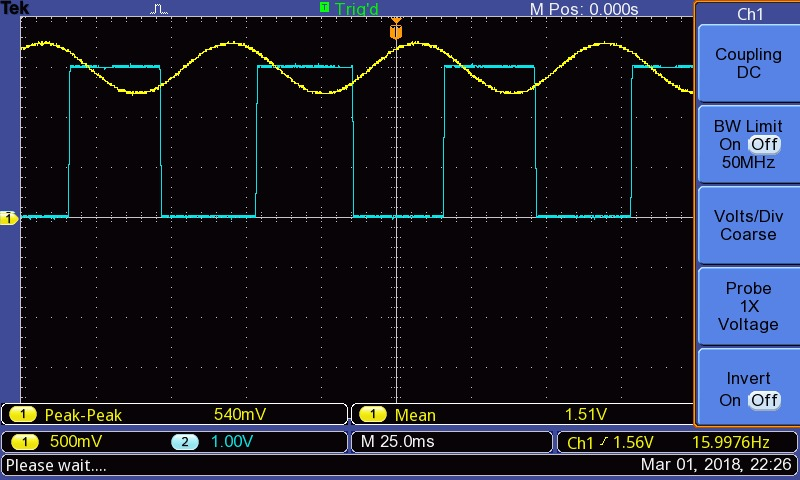 Tek
Trig'd
M Pos: 0.000s
Ch1
T
Coupling
DC
BW Limit
On Off
50MHz
Volts/Div
Coarse
1
Probe
1X
Voltage
Invert
On Off
1 Peak-Peak 540mV
1 Mean 1.51V
1 500mV
2 1.00V
M 25.0ms
Ch1 1.56V 15.9976Hz
Please wait....
Mar 01, 2018, 22:26